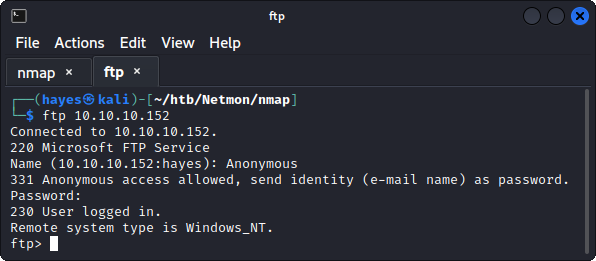 ftp
File Actions Edit View Help
nmap × ftp ×
┌──(hayes㉿kali)-[~/htb/Netmon/nmap]
└─$ ftp 10.10.10.152
Connected to 10.10.10.152.
220 Microsoft FTP Service
Name (10.10.10.152:hayes): Anonymous
331 Anonymous access allowed, send identity (e-mail name) as password.
Password:
230 User logged in.
Remote system type is Windows_NT.
ftp>